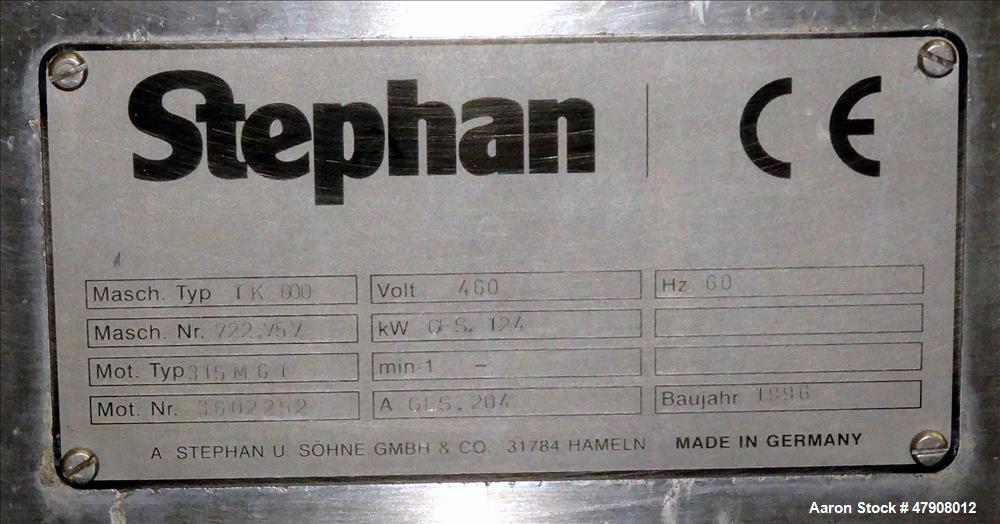 Stephan CE
Masch. Typ TK 600 Volt 460 Hz 60
Masch. Nr. 722.757 kW GES. 124
Mot. Typ min-1 –
Mot. Nr. 3602252 A GES. 204 Baujahr 1996
A. STEPHAN U. SÖHNE GMBH & CO. 31784 HAMELN MADE IN GERMANY
Aaron Stock # 47908012